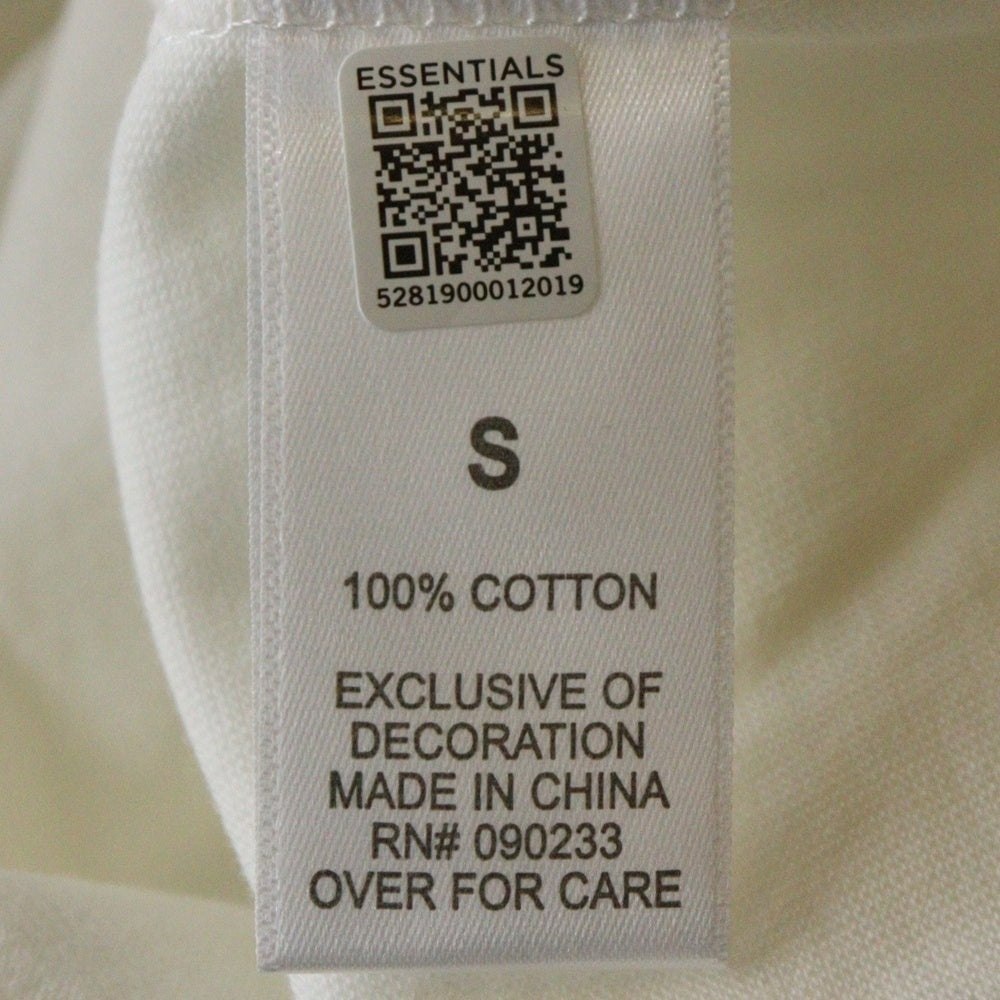 ESSENTIALS
5281900012019
S
100% COTTON
EXCLUSIVE OF
DECORATION
MADE IN CHINA
RN# 090233
OVER FOR CARE